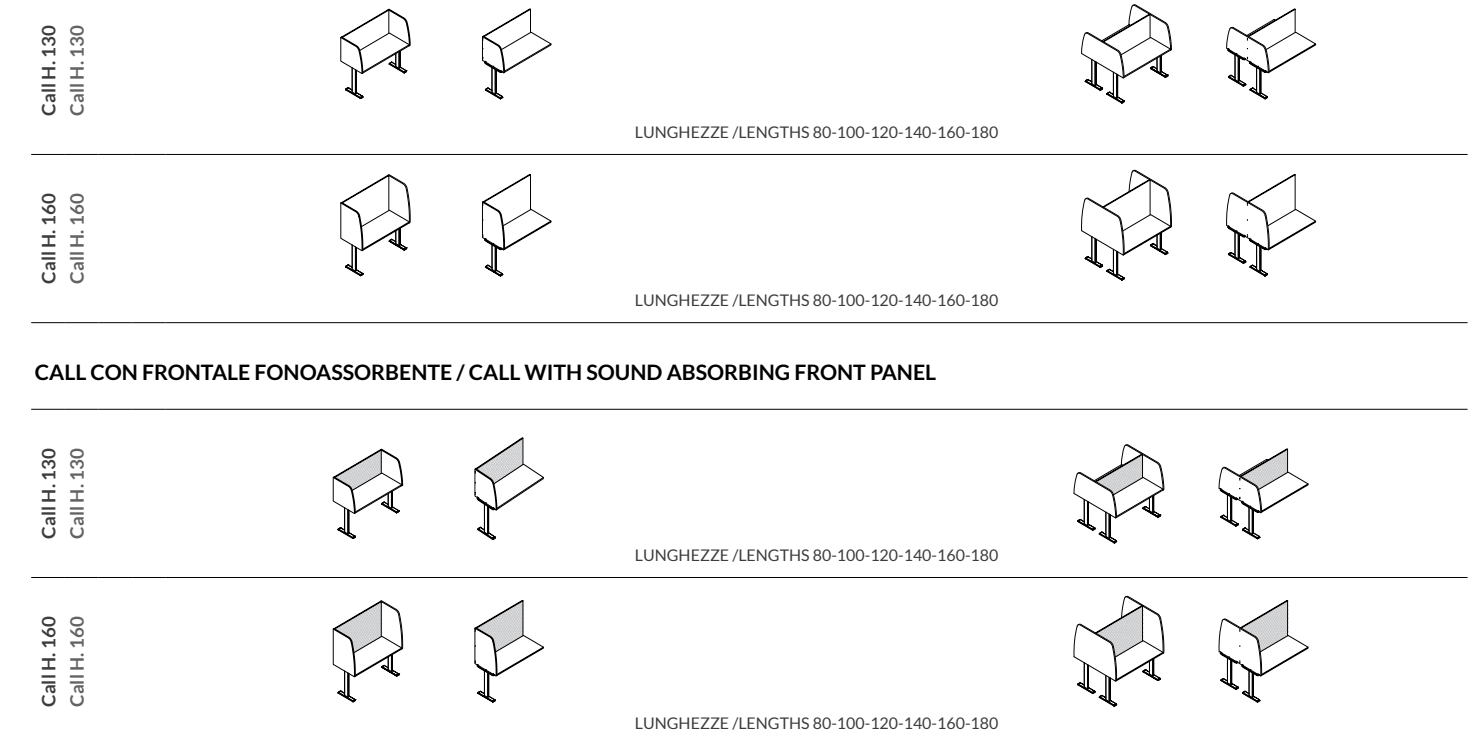 Call H. 130
Call H. 130
LUNGHEZZE /LENGTHS 80-100-120-140-160-180
Call H. 160
Call H. 160
LUNGHEZZE /LENGTHS 80-100-120-140-160-180
CALL CON FRONTALE FONOASSORBENTE / CALL WITH SOUND ABSORBING FRONT PANEL
Call H. 130
Call H. 130
LUNGHEZZE /LENGTHS 80-100-120-140-160-180
Call H. 160
Call H. 160
LUNGHEZZE /LENGTHS 80-100-120-140-160-180